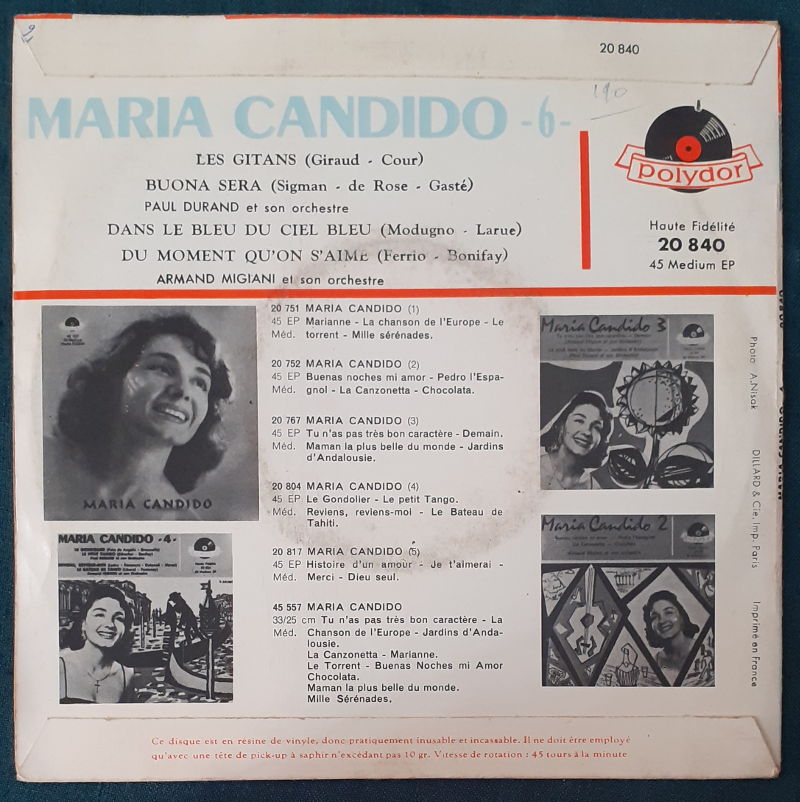 20 840
190
MARIA CANDIDO -6-
LES GITANS (Giraud - Cour)
BUONA SERA (Sigman - de Rose - Gasté)
PAUL DURAND et son orchestre
DANS LE BLEU DU CIEL BLEU (Modugno - Larue)
DU MOMENT QU'ON S'AIME (Ferrio - Bonifay)
ARMAND MIGIANI et son orchestre
polydor
Haute Fidélité
20 840
45 Medium EP
MARIA CANDIDO
MARIA CANDIDO -4-
20 751 MARIA CANDIDO (1)
45 EP Marianne - La chanson de l'Europe - Le
Méd. torrent - Mille sérénades.
20 752 MARIA CANDIDO (2)
45 EP Buenas noches mi amor - Pedro l'Espa-
Méd. gnol - La Canzonetta - Chocolata.
20 767 MARIA CANDIDO (3)
45 EP Tu n'as pas très bon caractère - Demain.
Méd. Maman la plus belle du monde - Jardins
d'Andalousie.
20 804 MARIA CANDIDO (4)
45 EP Le Gondolier - Le petit Tango.
Méd. Reviens, reviens-moi - Le Bateau de
Tahiti.
20 817 MARIA CANDIDO (5)
45 EP Histoire d'un amour - Je t'aimerai -
Méd. Merci - Dieu seul.
45 557 MARIA CANDIDO
33/25 cm Tu n'as pas très bon caractère - La
Méd. Chanson de l'Europe - Jardins d'Anda-
lousie.
La Canzonetta - Marianne.
Le Torrent - Buenas Noches mi Amor
Chocolata.
Maman la plus belle du monde.
Mille Sérénades.
Maria Candido 3
Maria Candido 2
Photo A.Nisak DILLARD & Cie. Imp. Paris Imprimé en France
Ce disque est en résine de vinyle, donc pratiquement inusable et incassable. Il ne doit être employé
qu'avec une tête de pick-up à saphir n'excédant pas 10 gr. Vitesse de rotation : 45 tours à la minute